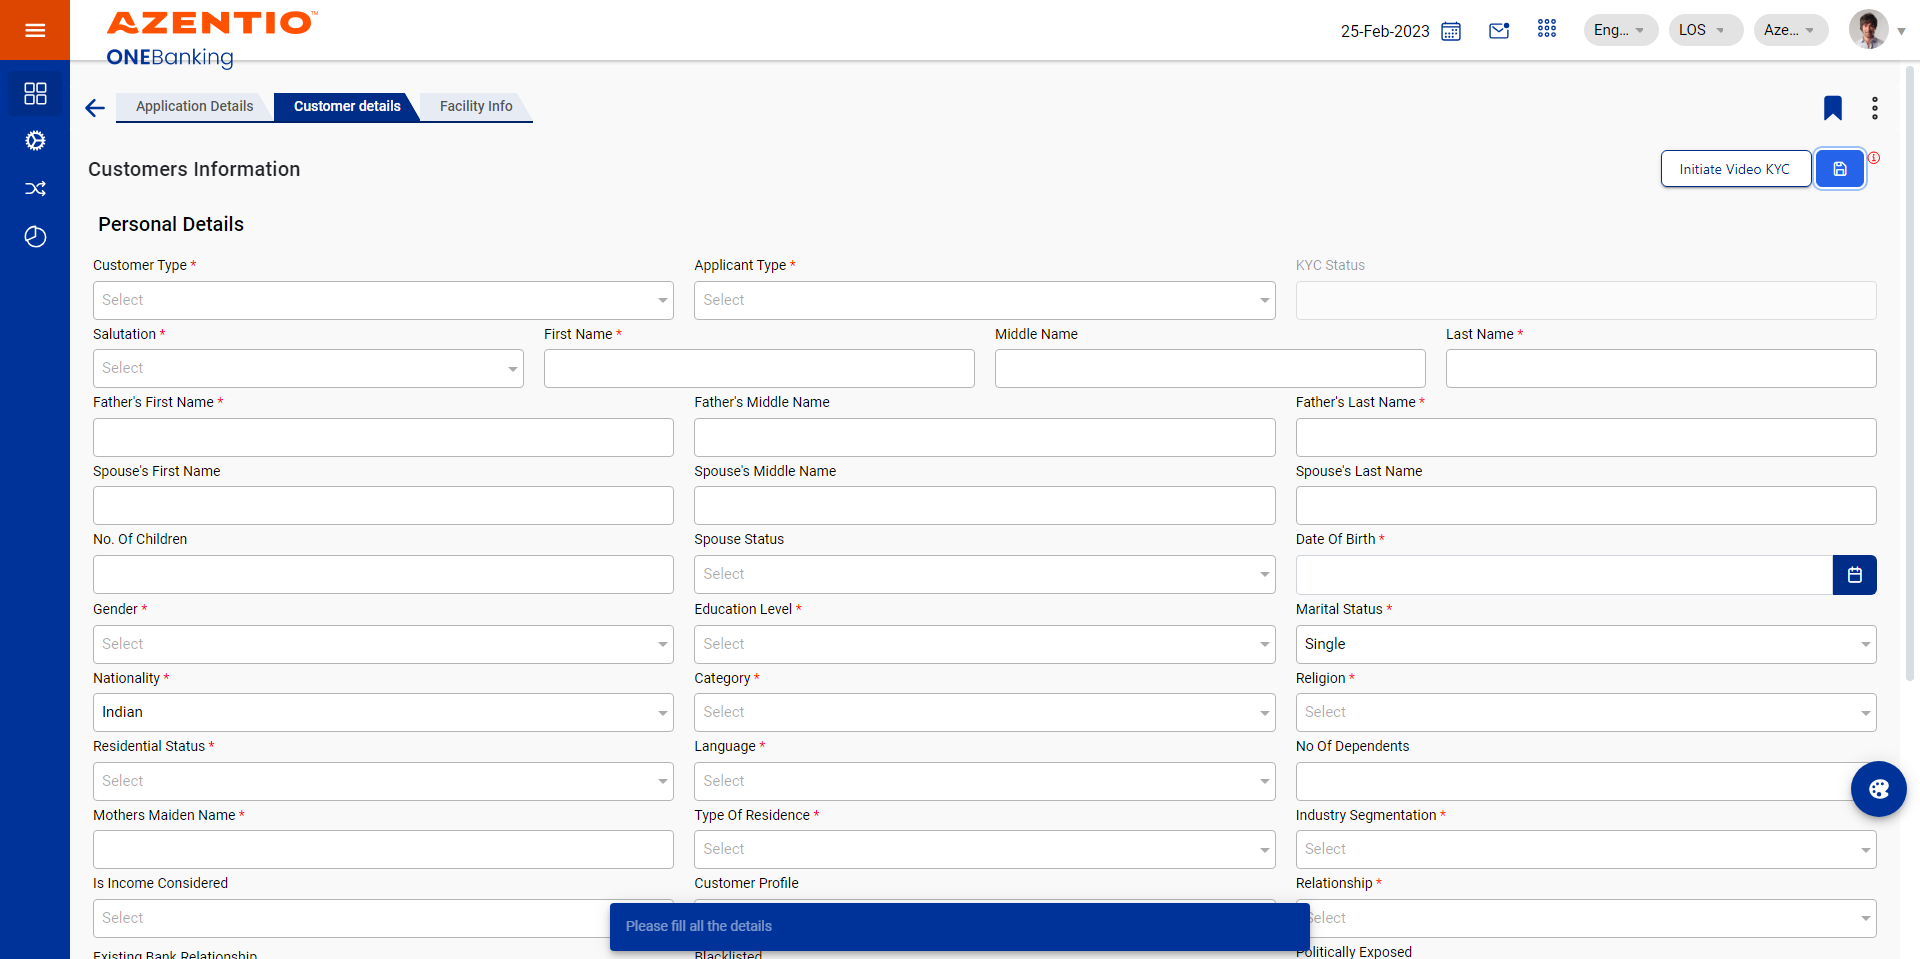 AZENTIO™
ONEBanking
25-Feb-2023
Eng...
LOS
Aze...
Application Details
Customer details
Facility Info
Customers Information
Initiate Video KYC
Personal Details
Customer Type *
Applicant Type *
KYC Status
Select
Select
Salutation *
First Name *
Middle Name
Last Name *
Select
Father's First Name *
Father's Middle Name
Father's Last Name *
Spouse's First Name
Spouse's Middle Name
Spouse's Last Name
No. Of Children
Spouse Status
Date Of Birth *
Select
Gender *
Education Level *
Marital Status *
Select
Select
Single
Nationality *
Category *
Religion *
Indian
Select
Select
Residential Status *
Language *
No Of Dependents
Select
Select
Mothers Maiden Name *
Type Of Residence *
Industry Segmentation *
Select
Select
Is Income Considered
Customer Profile
Relationship *
Select
Select
Please fill all the details
Existing Bank Relationship
Blacklisted
Politically Exposed